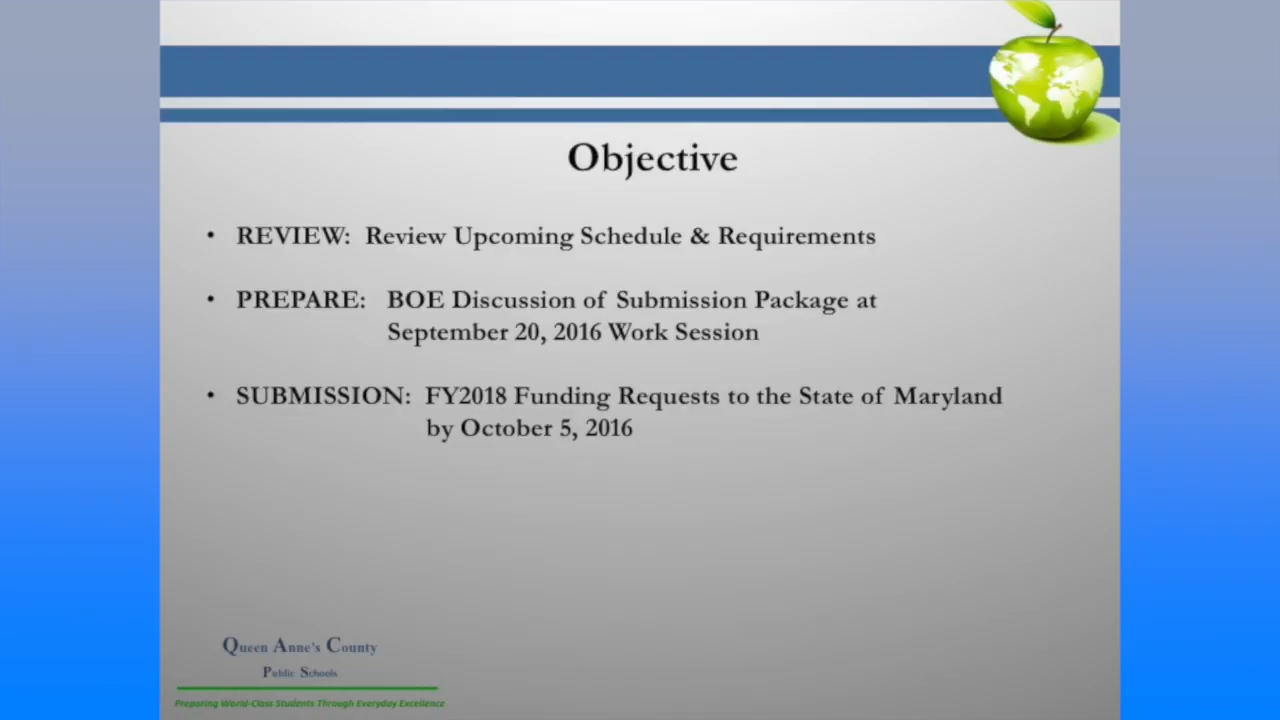 Objective
• REVIEW: Review Upcoming Schedule & Requirements
• PREPARE: BOE Discussion of Submission Package at
September 20, 2016 Work Session
• SUBMISSION: FY2018 Funding Requests to the State of Maryland
by October 5, 2016
Queen Anne's County
Public Schools
Preparing World-Class Students Through Everyday Excellence